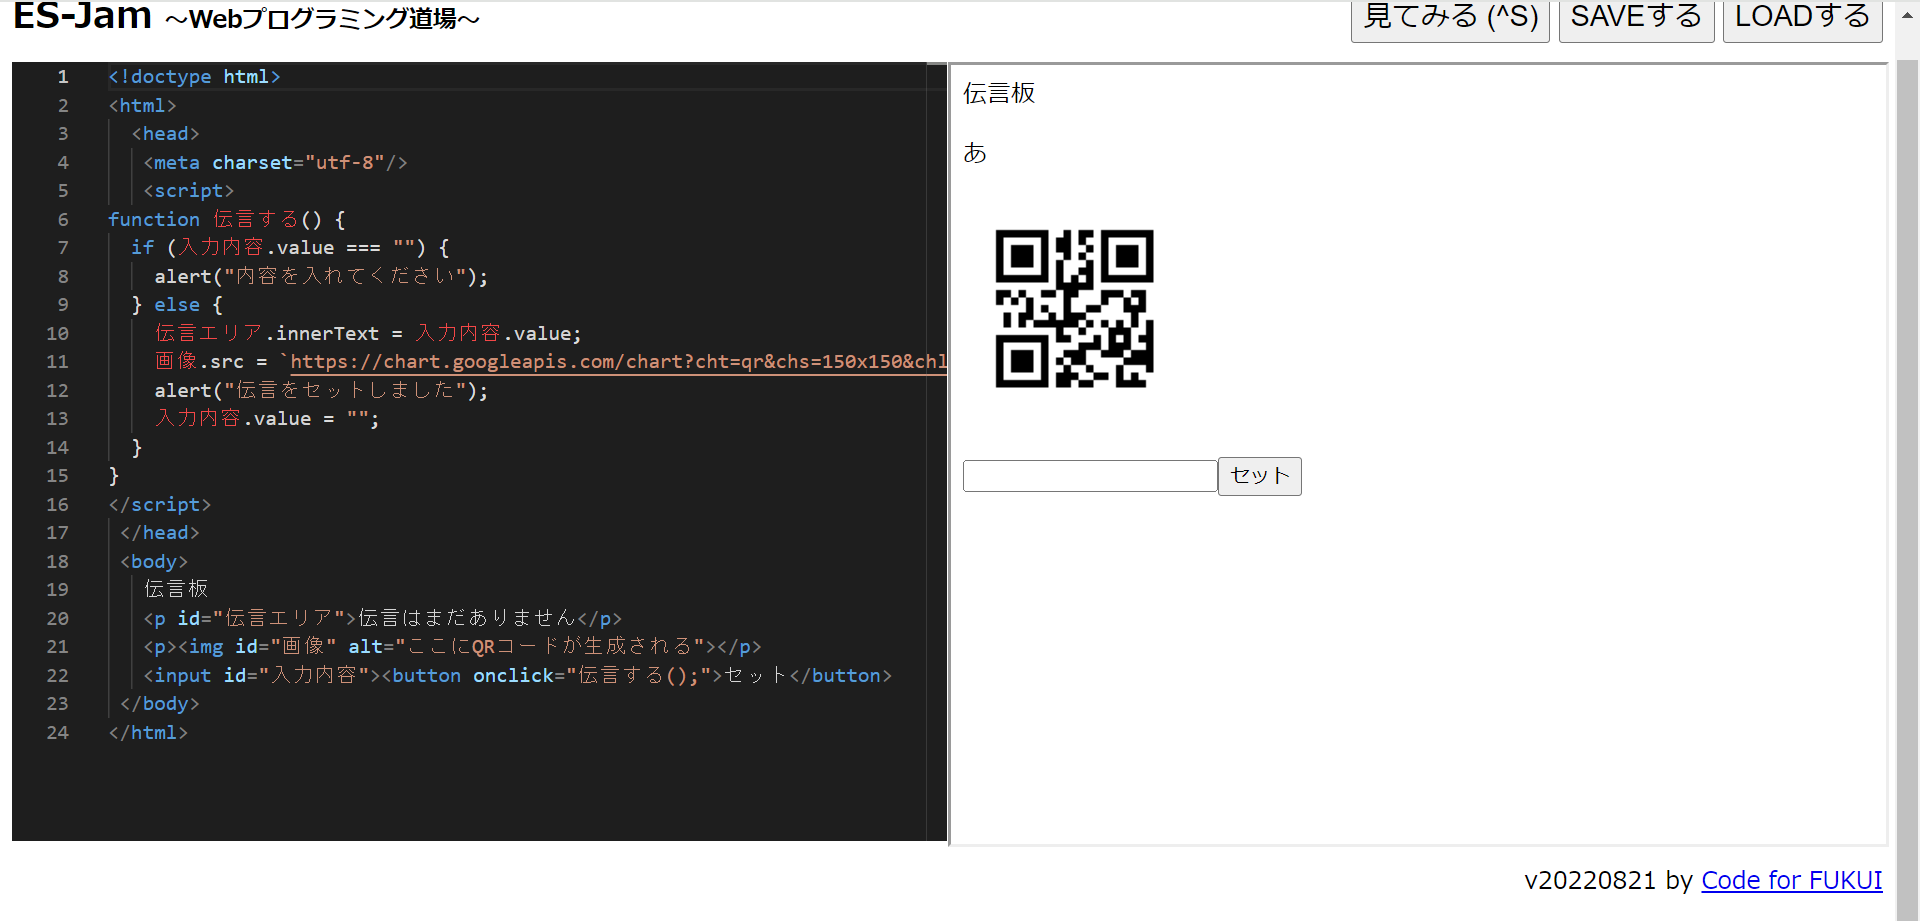 ES-Jam ～Webプログラミング道場～
見てみる (^S) SAVEする LOADする
1 <!doctype html>
2 <html>
3 <head>
4 <meta charset="utf-8"/>
5 <script>
6 function 伝言する() {
7 if (入力内容.value === "") {
8 alert("内容を入れてください");
9 } else {
10 伝言エリア.innerText = 入力内容.value;
11 画像.src = `https://chart.googleapis.com/chart?cht=qr&chs=150x150&chl
12 alert("伝言をセットしました");
13 入力内容.value = "";
14 }
15 }
16 </script>
17 </head>
18 <body>
19 伝言板
20 <p id="伝言エリア">伝言はまだありません</p>
21 <p><img id="画像" alt="ここにQRコードが生成される"></p>
22 <input id="入力内容"><button onclick="伝言する();">セット</button>
23 </body>
24 </html>
伝言板
あ
セット
v20220821 by Code for FUKUI